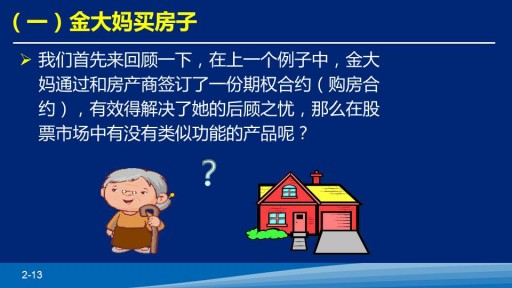 （一）金大妈买房子
➢ 我们首先来回顾一下，在上一个例子中，金大
妈通过和房产商签订了一份期权合约（购房合
约），有效得解决了她的后顾之忧，那么在股
票市场中有没有类似功能的产品呢？
?
2-13